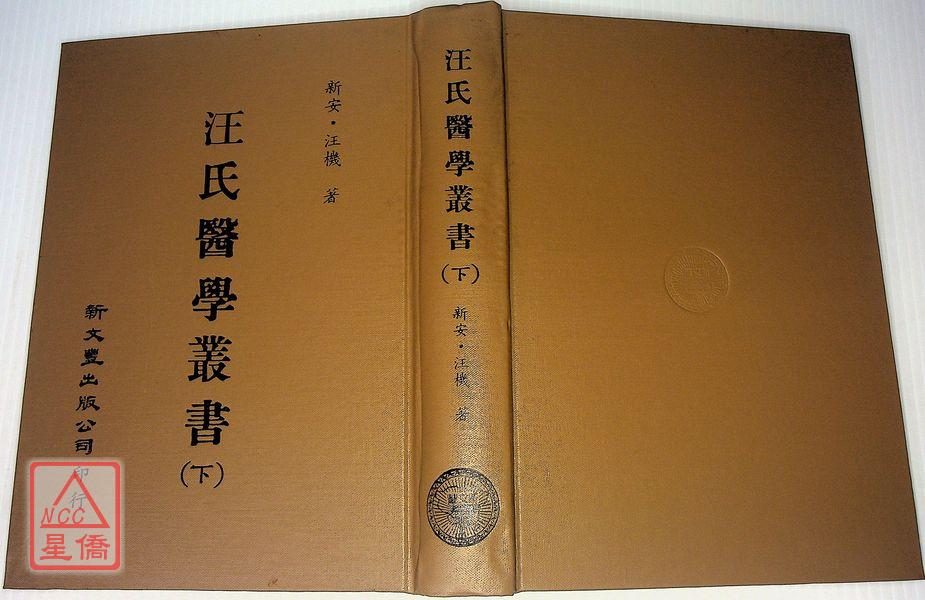 新安・汪機 著
汪氏醫學叢書(下)
新文豐出版公司印行
汪氏醫學叢書(下)
新安・汪機 著
NCC
星僑